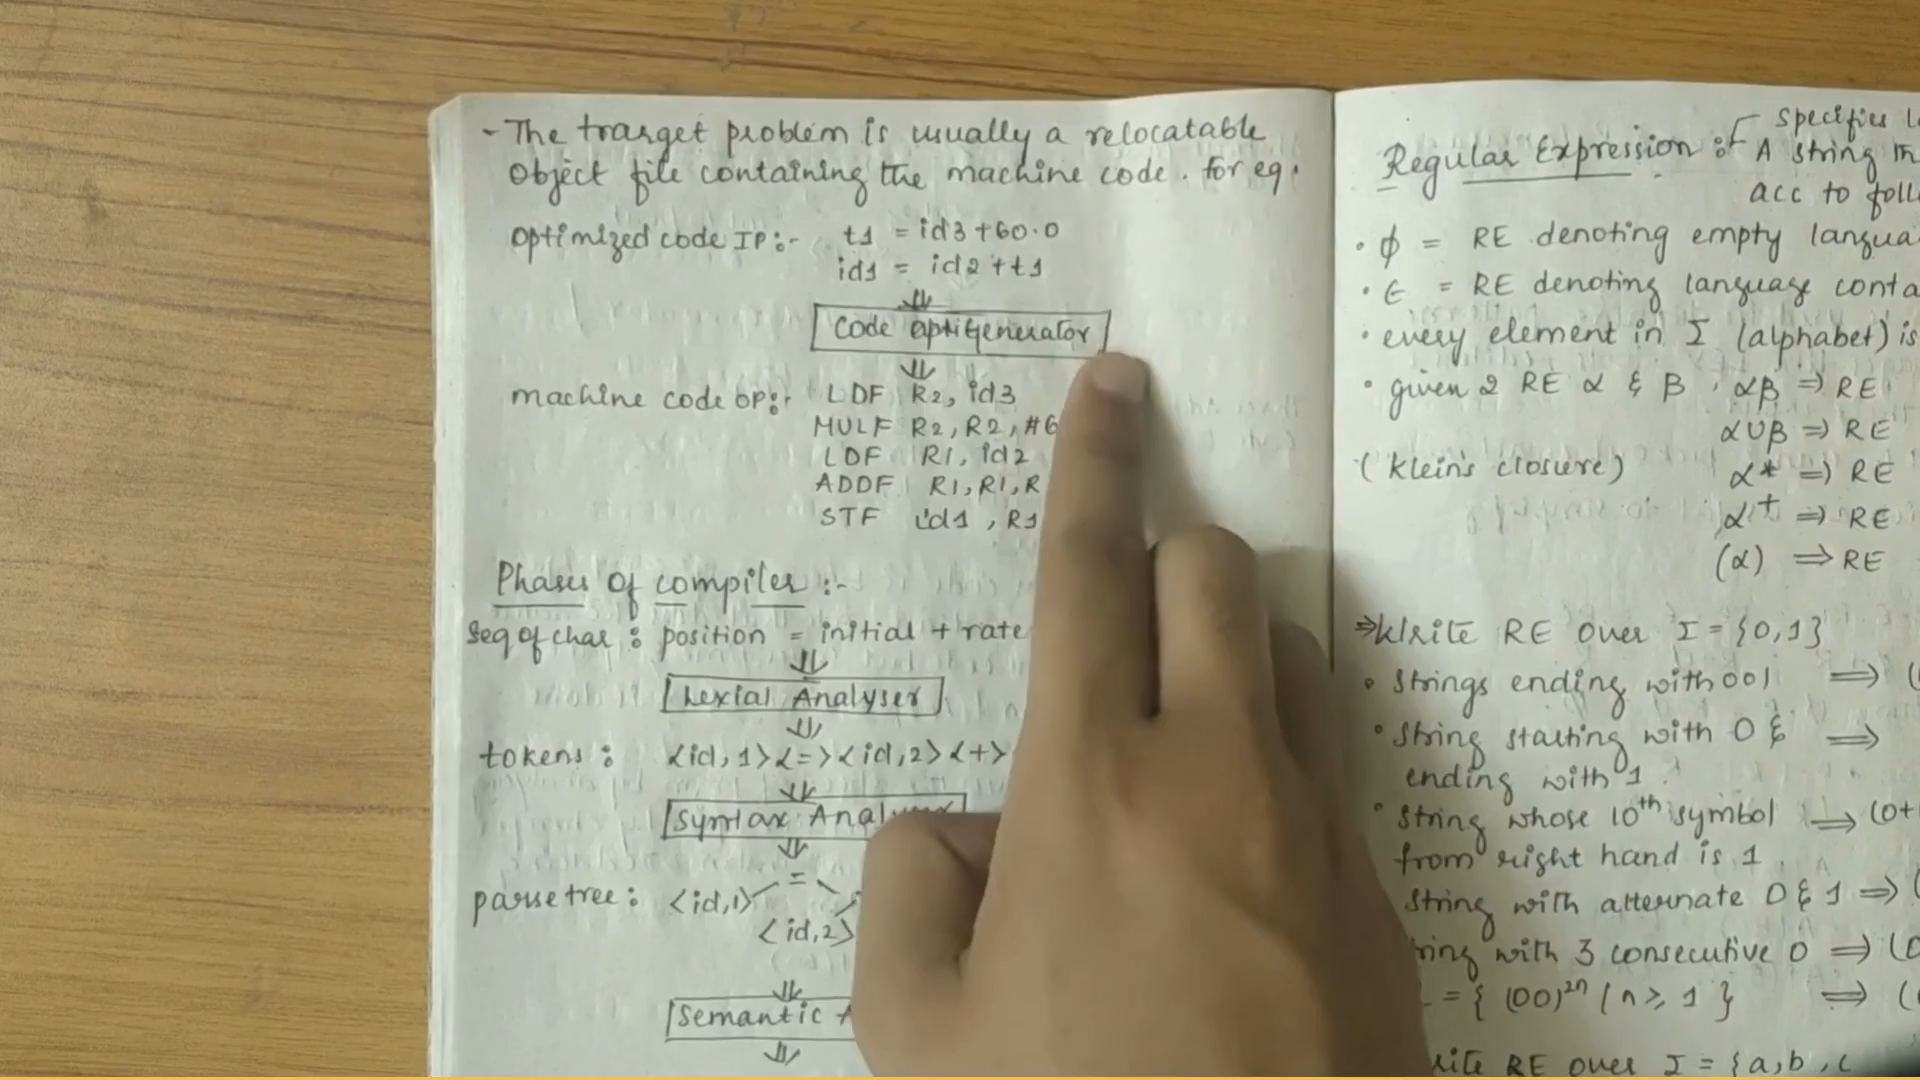 - The trarget problem is usually a relocatable
Object file containing the machine code. for eg.
optimized code IP:- t1 = id3+60.0
id1 = id2+t1
Code optiGenerator
machine code op:- LDF R2, id3
MULF R2, R2, #6
LDF R1, id2
ADDF R1, R1, R
STF id1, R1
Phases of compiler :-
Seq of char : position = initial + rate
Lexial Analyser
tokens : <id,1> <=> <id,2> <+>
Syntax
parse tree : <id,1> =
<id,2>
Semantic A
Regular Expression :- specifies
A string
acc to foll
• φ = RE denoting empty langua
• ϵ = RE denoting language conta
• every element in Σ (alphabet) is
• given 2 RE α & β , αβ => RE
α∪β => RE
(Klein's closure) α* => RE
α+ => RE
(α) => RE
=> Write RE over Σ = {0,1}
• strings ending with 001 => (
• string starting with 0 & =>
ending with 1
• string whose 10th symbol => (0+
from right hand is 1
string with alternate 0 & 1 => (
ring with 3 consecutive 0 => (0
= { (00)²ⁿ | n ≥ 1 } => (
rite RE over Σ = {a,b,c